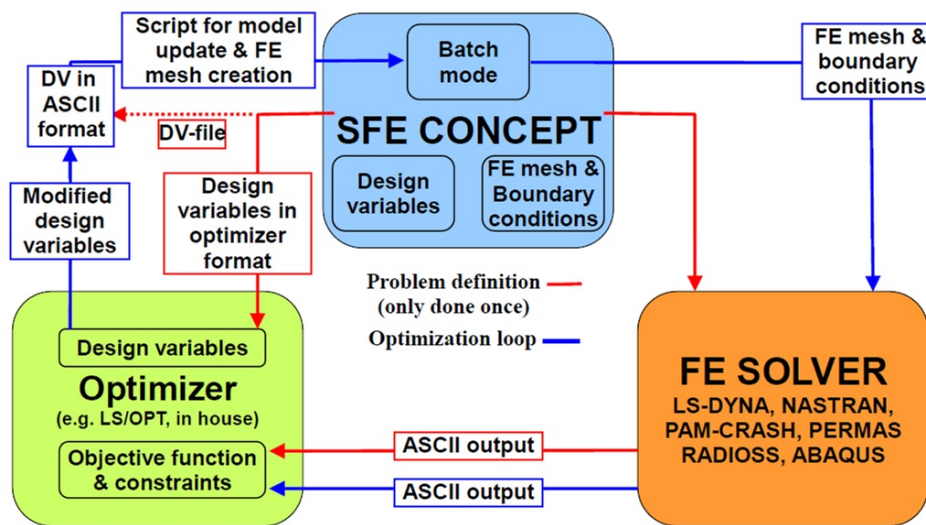 Script for model
update & FE
mesh creation
Batch
mode
FE mesh &
boundary
conditions
DV in
ASCII
format
DV-file
SFE CONCEPT
Design
variables
FE mesh &
Boundary
conditions
Modified
design
variables
Design
variables in
optimizer
format
Problem definition
(only done once)
Optimization loop
Design variables
Optimizer
(e.g. LS/OPT, in house)
Objective function
& constraints
ASCII output
ASCII output
FE SOLVER
LS-DYNA, NASTRAN,
PAM-CRASH, PERMAS
RADIOSS, ABAQUS